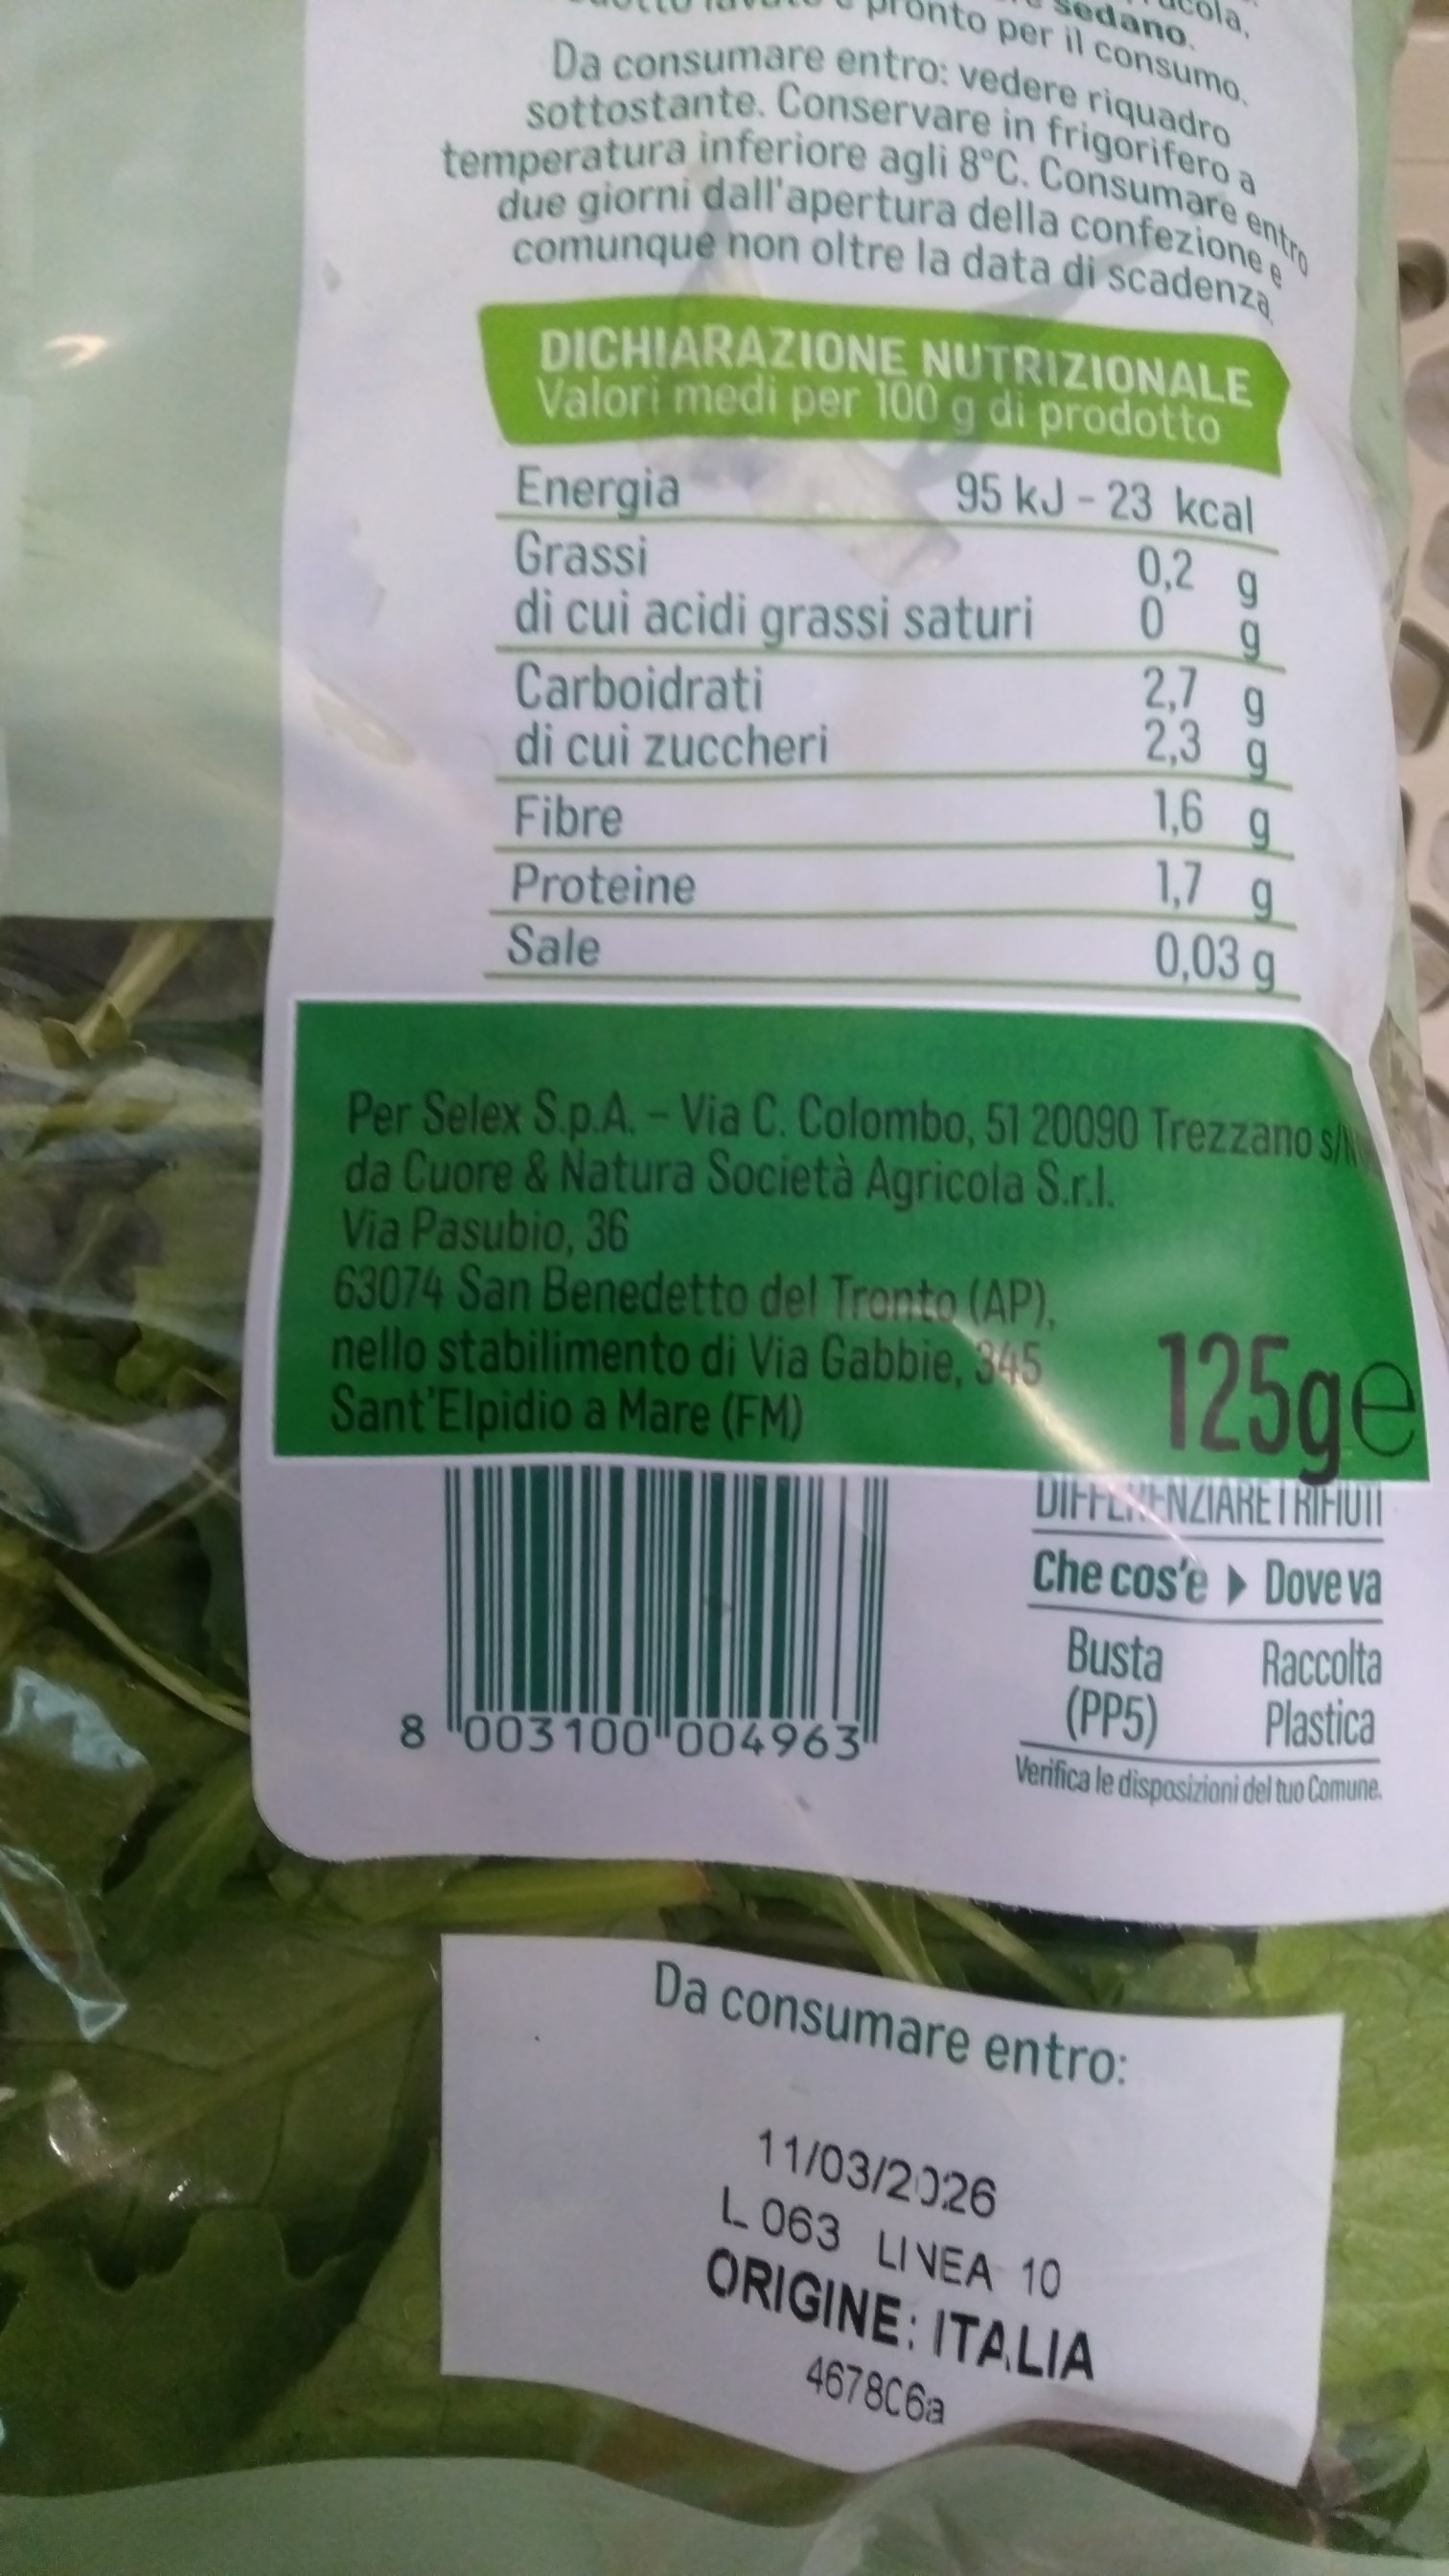 sedano.
pronto per il consumo.
Da consumare entro: vedere riquadro
sottostante. Conservare in frigorifero a
temperatura inferiore agli 8°C. Consumare entro
due giorni dall'apertura della confezione e
comunque non oltre la data di scadenza
DICHIARAZIONE NUTRIZIONALE
Valori medi per 100 g di prodotto
Energia 95 kJ - 23 kcal
Grassi 0,2 g
di cui acidi grassi saturi 0 g
Carboidrati 2,7 g
di cui zuccheri 2,3 g
Fibre 1,6 g
Proteine 1,7 g
Sale 0,03 g
Per Selex S.p.A. – Via C. Colombo, 51 20090 Trezzano s/N
da Cuore & Natura Società Agricola S.r.l.
Via Pasubio, 36
63074 San Benedetto del Tronto (AP),
nello stabilimento di Via Gabbie, 345
Sant'Elpidio a Mare (FM)
125g e
DIFFERENZIARE I RIFIUTI
Che cos'è ▶ Dove va
Busta Raccolta
(PP5) Plastica
Verifica le disposizioni del tuo Comune.
8 003100 004963
Da consumare entro:
11/03/2026
L 063 LINEA 10
ORIGINE: ITALIA
4678C6a